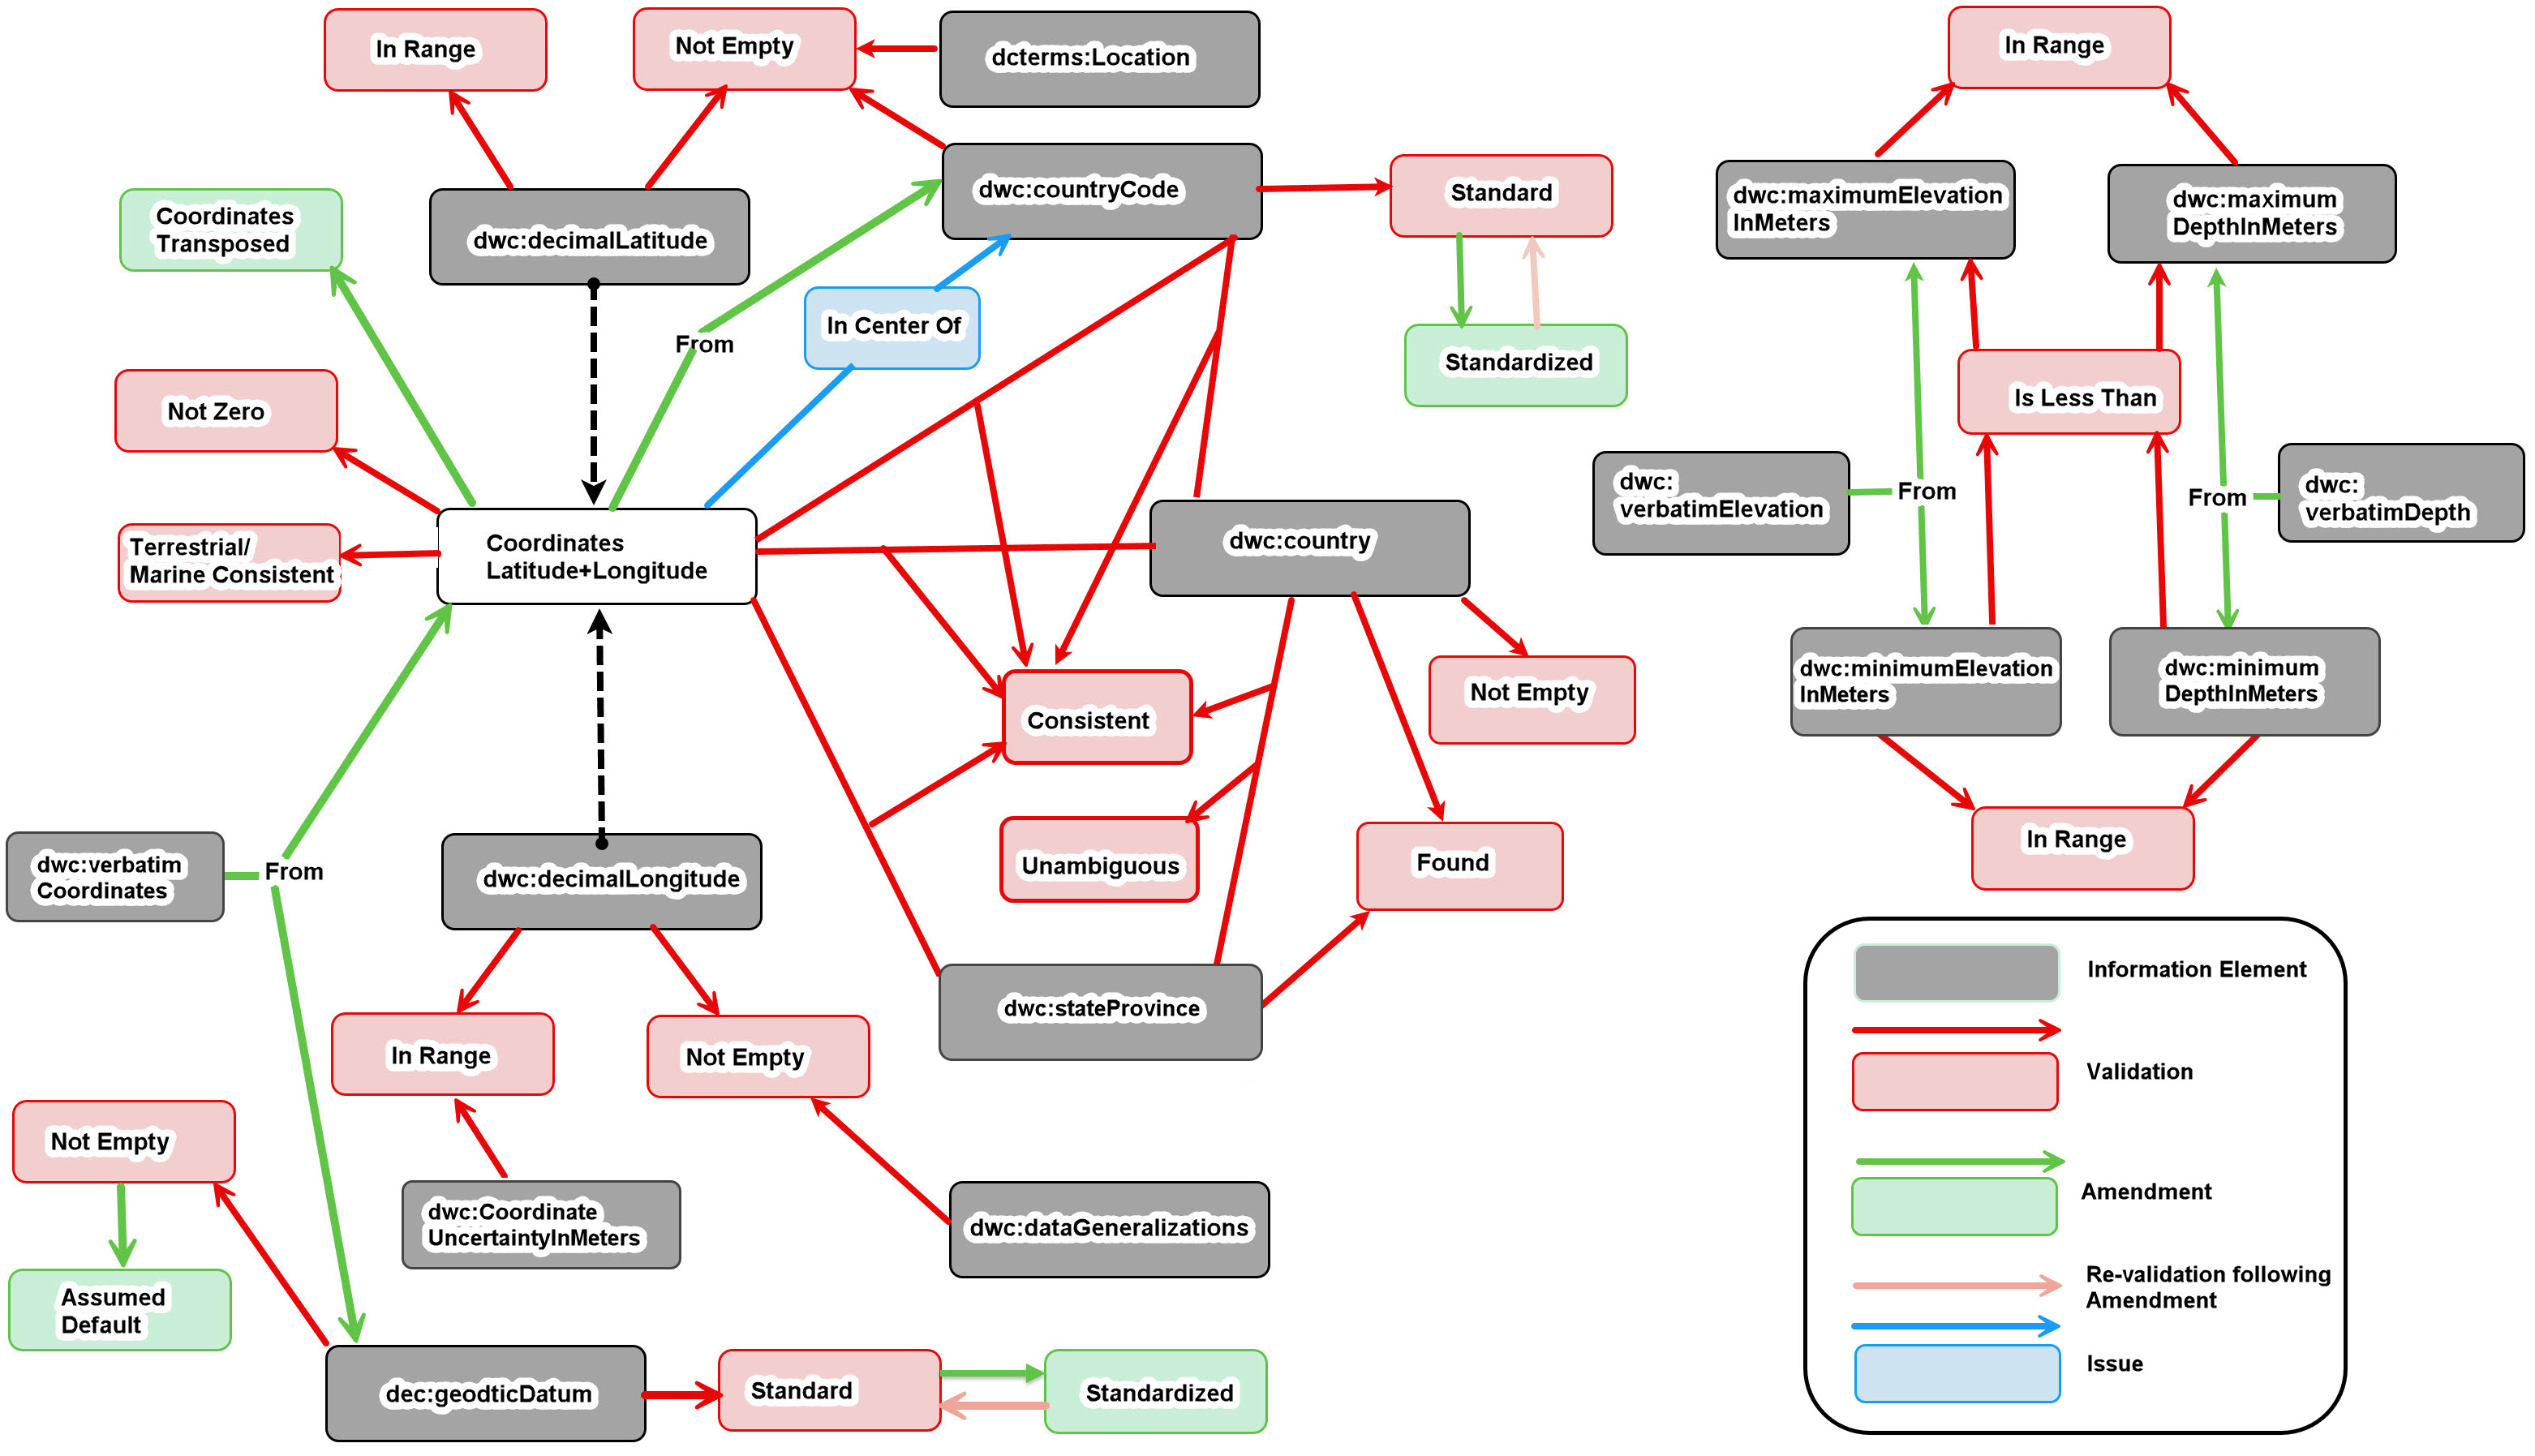 In Range
Not Empty
dcterms:Location
In Range
dwc:countryCode
Standard
dwc:maximumElevation
InMeters
dwc:maximum
DepthInMeters
Coordinates
Transposed
dwc:decimalLatitude
In Center Of
From
Standardized
Not Zero
Is Less Than
dwc:
verbatimElevation
From
From
dwc:
verbatimDepth
Terrestrial/
Marine Consistent
Coordinates
Latitude+Longitude
dwc:country
Consistent
Not Empty
dwc:minimumElevation
InMeters
dwc:minimum
DepthInMeters
dwc:verbatim
Coordinates
From
dwc:decimalLongitude
Unambiguous
Found
In Range
dwc:stateProvince
In Range
Not Empty
Not Empty
dwc:Coordinate
UncertaintyInMeters
dwc:dataGeneralizations
Assumed
Default
dec:geodticDatum
Standard
Standardized
Information Element
Validation
Amendment
Re-validation following
Amendment
Issue